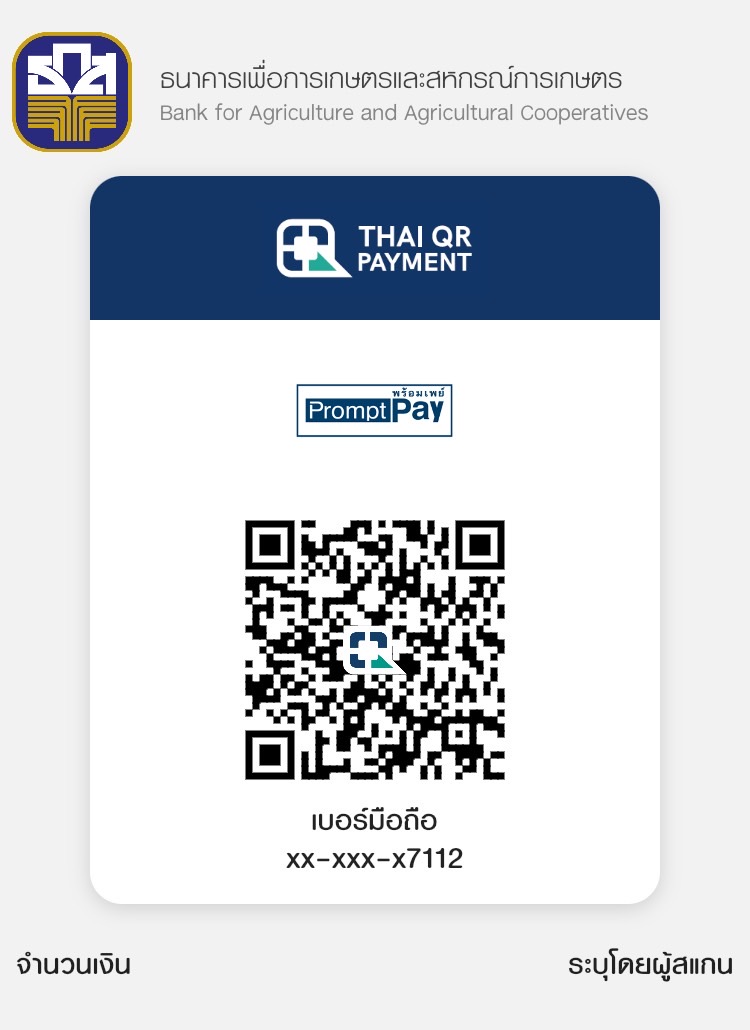 ธกส
ธนาคารเพื่อการเกษตรและสหกรณ์การเกษตร
Bank for Agriculture and Agricultural Cooperatives
THAI QR
PAYMENT
พร้อมเพย์
PromptPay
เบอร์มือถือ
xx-xxx-x7112
จำนวนเงิน
ระบุโดยผู้สแกน